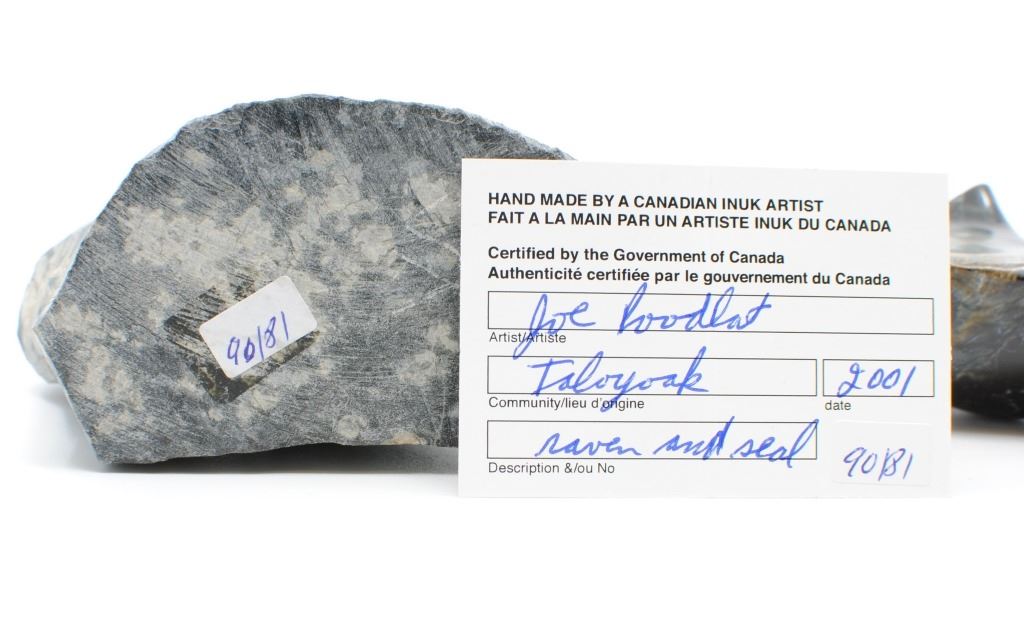 HAND MADE BY A CANADIAN INUK ARTIST
FAIT A LA MAIN PAR UN ARTISTE INUK DU CANADA
Certified by the Government of Canada
Authenticité certifiée par le gouvernement du Canada
Joe Poodlat
Artist/Artiste
Taloyoak
2001
Community/lieu d'origine
date
raven and seal
90/81
Description &/ou No
90/81